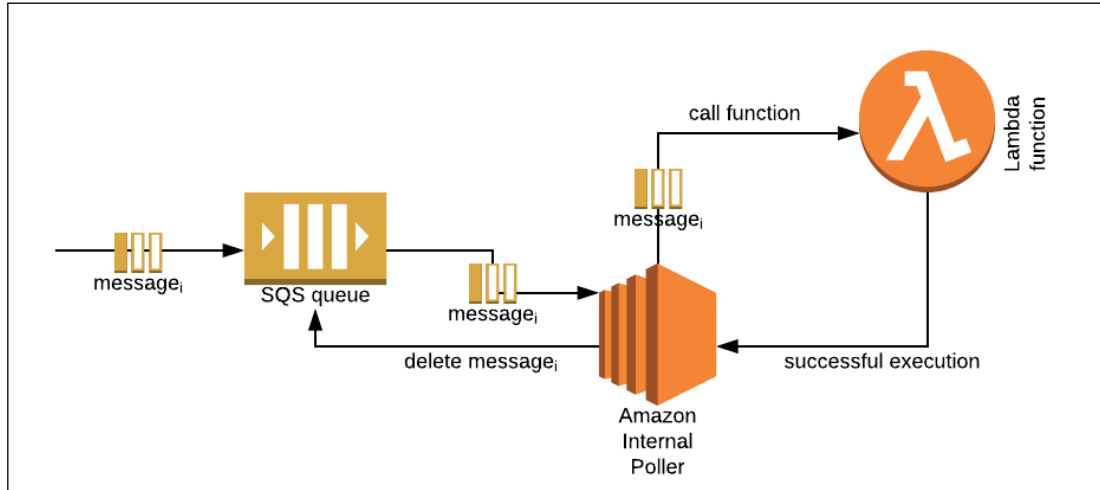 message_i
SQS queue
message_i
delete message_i
message_i
call function
Lambda
function
successful execution
Amazon
Internal
Poller